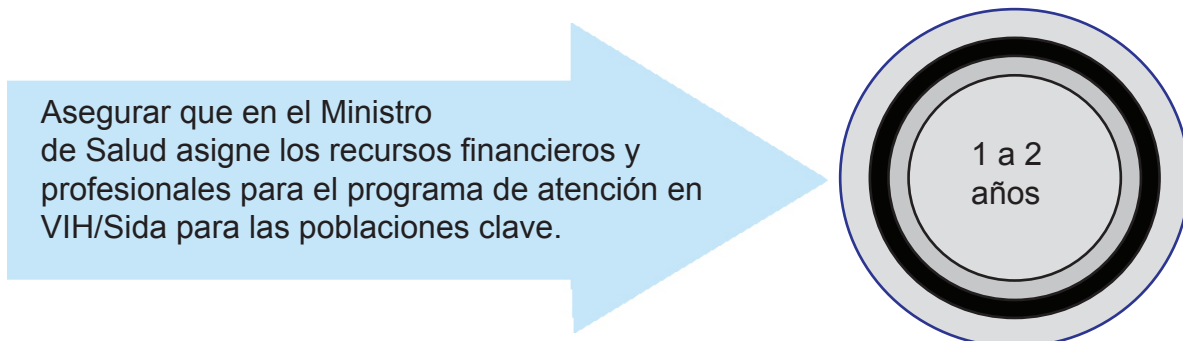 Asegurar que en el Ministro
de Salud asigne los recursos financieros y
profesionales para el programa de atención en
VIH/Sida para las poblaciones clave.
1 a 2
años